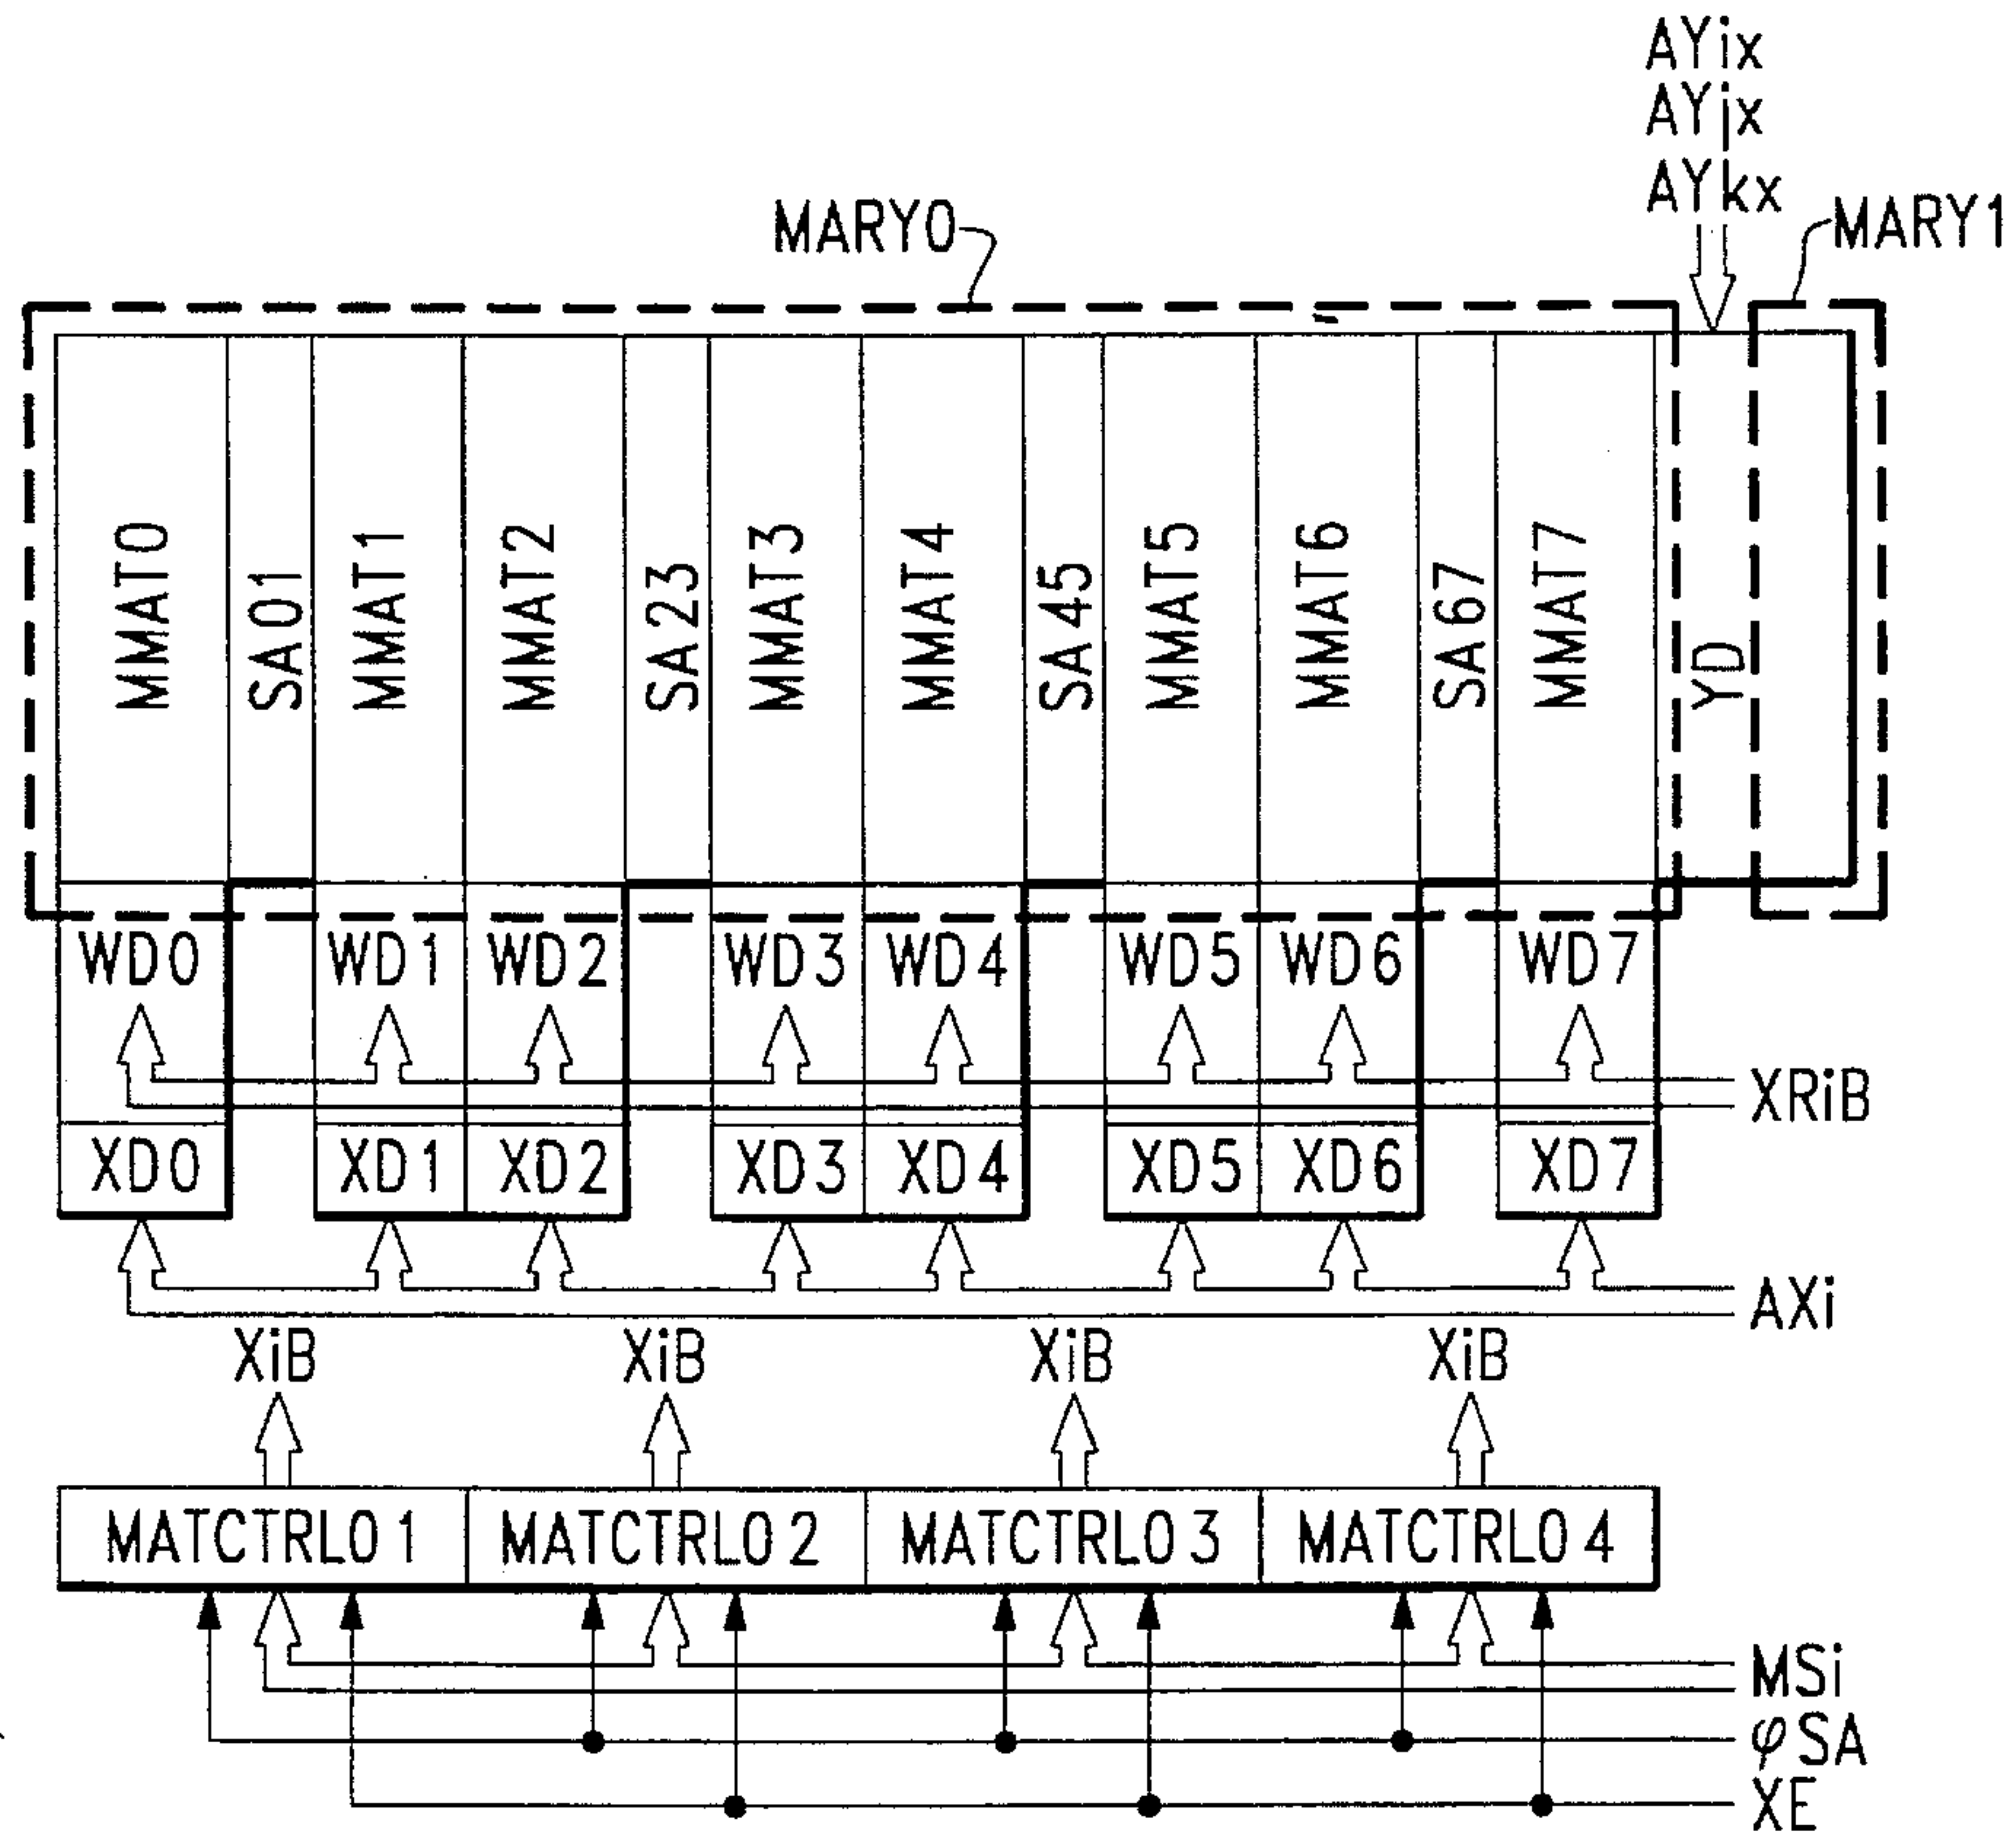 AYix
AYjx
AYkx
MARY0
MARY1
MMAT0
SA01
MMAT1
MMAT2
SA23
MMAT3
MMAT4
SA45
MMAT5
MMAT6
SA67
MMAT7
YD
WD0
WD1
WD2
WD3
WD4
WD5
WD6
WD7
XRiB
XD0
XD1
XD2
XD3
XD4
XD5
XD6
XD7
AXi
XiB
XiB
XiB
XiB
MATCTRL01
MATCTRL02
MATCTRL03
MATCTRL04
MSi
φSA
XE